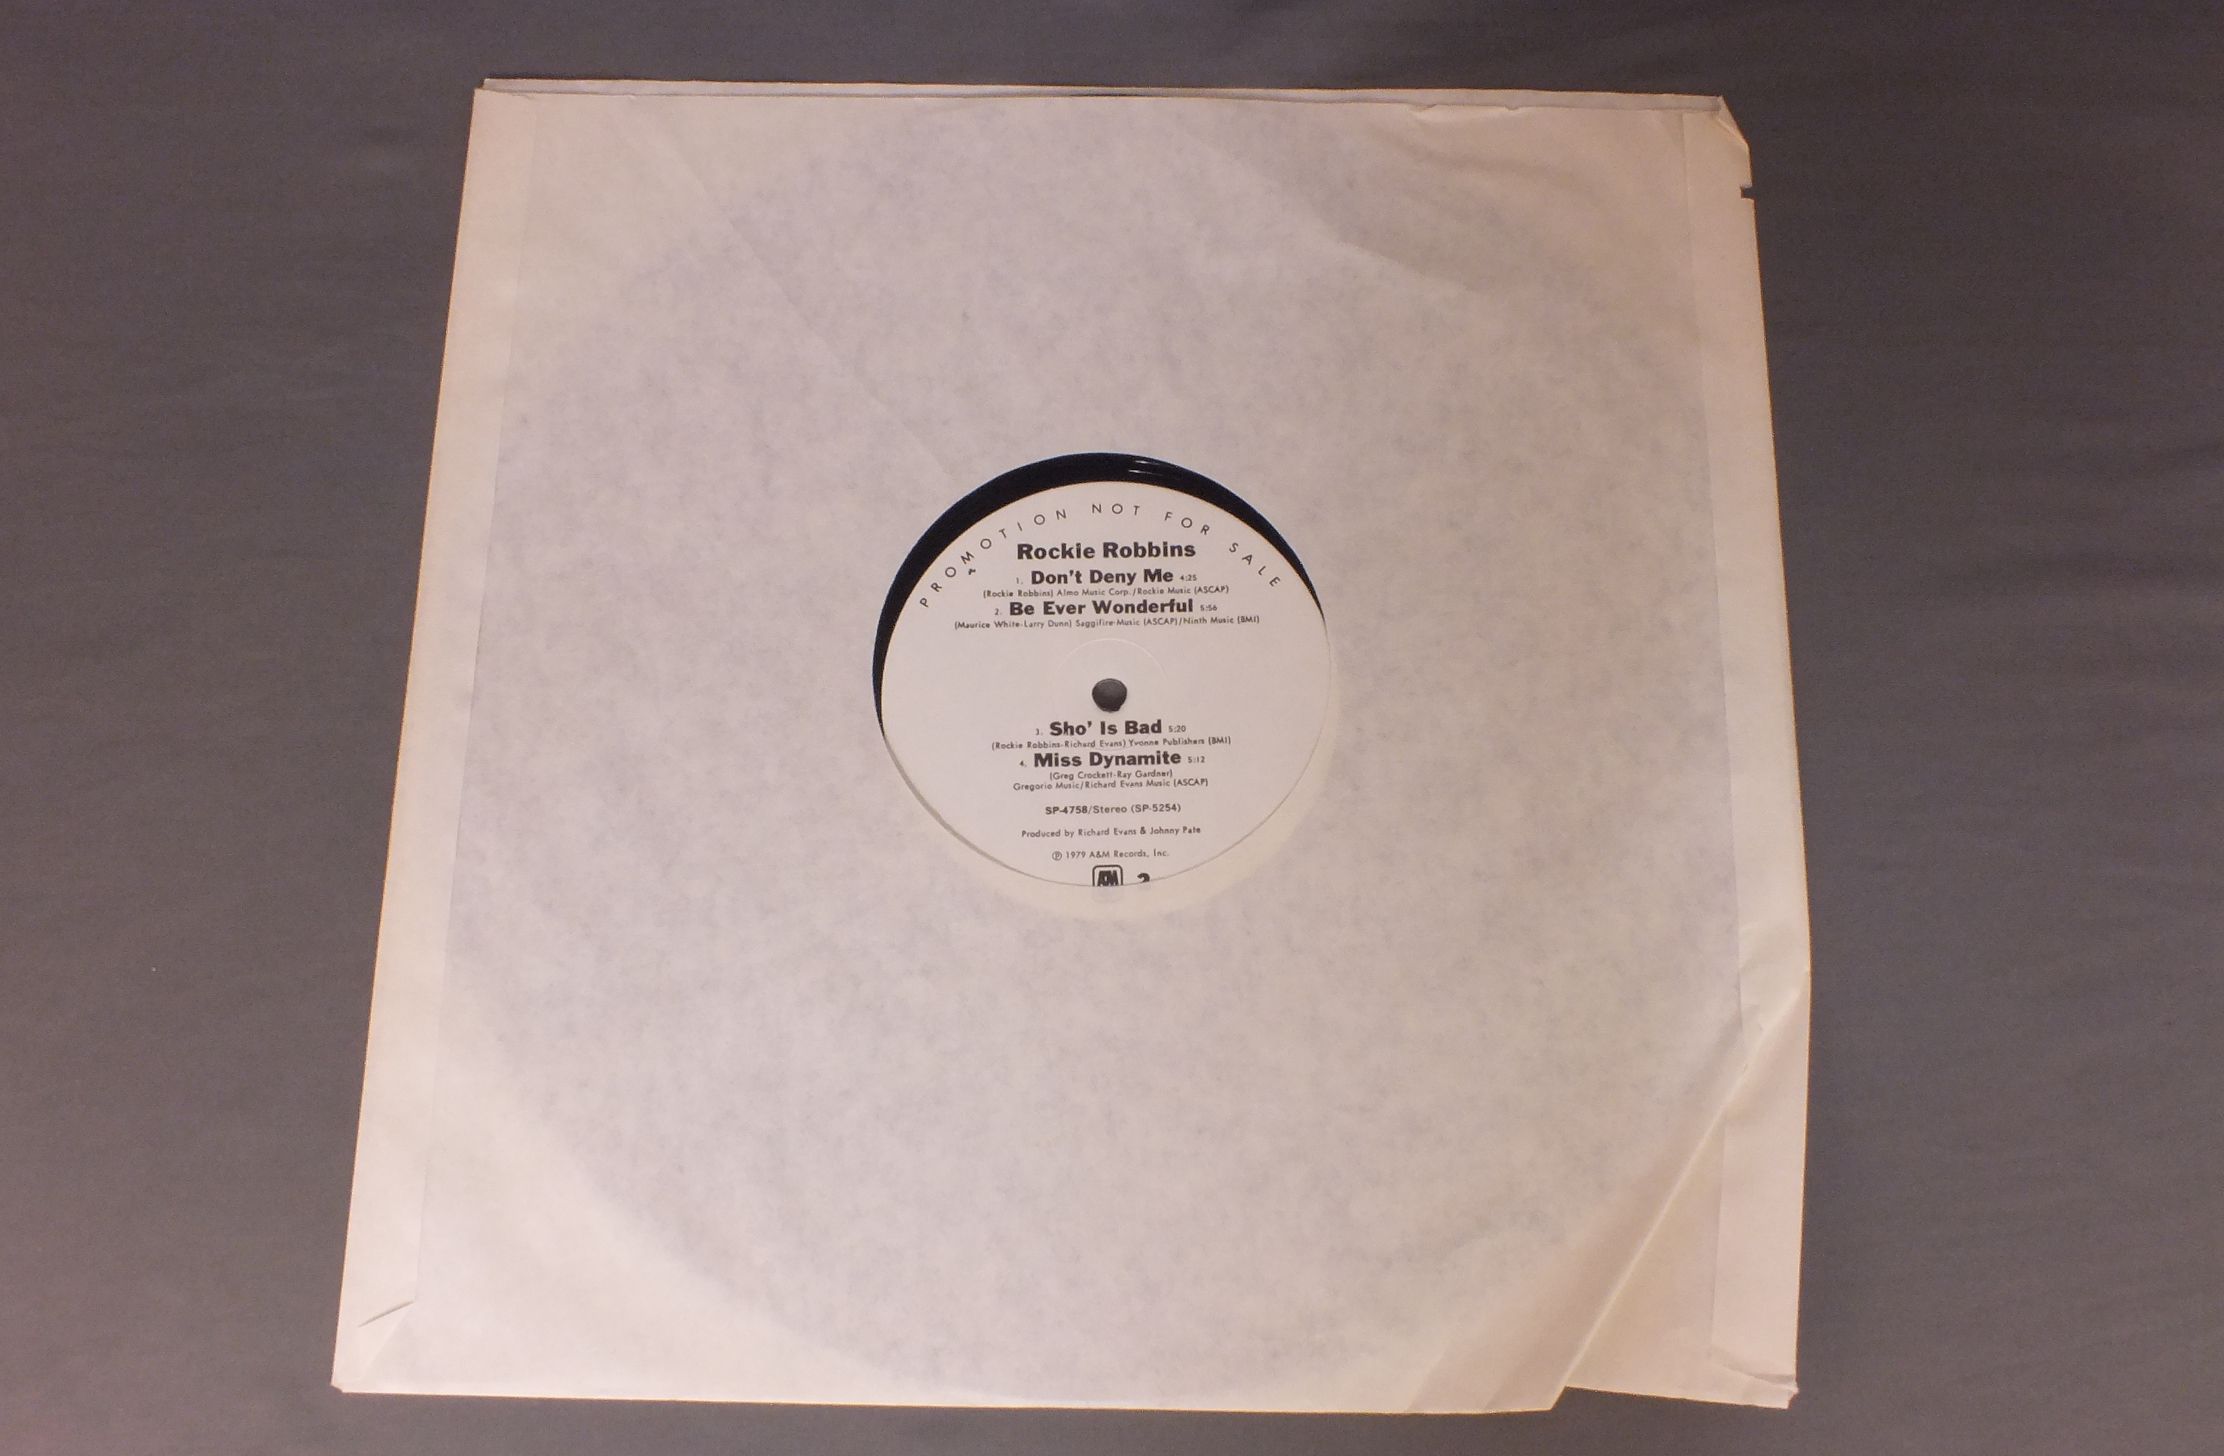 PROMOTION NOT FOR SALE
Rockie Robbins
1. Don't Deny Me 4:25
(Rockie Robbins) Almo Music Corp./Rockie Music (ASCAP)
2. Be Ever Wonderful 5:56
(Maurice White-Larry Dunn) Saggifire-Music (ASCAP)/Ninth Music (BMI)
3. Sho' Is Bad 5:20
(Rockie Robbins-Richard Evans) Yvonne Publishers (BMI)
4. Miss Dynamite 5:12
(Greg Crockett-Ray Gardner)
Gregorio Music/Richard Evans Music (ASCAP)
SP-4758/Stereo (SP-5254)
Produced by Richard Evans & Johnny Pate
℗ 1979 A&M Records, Inc.
A&M